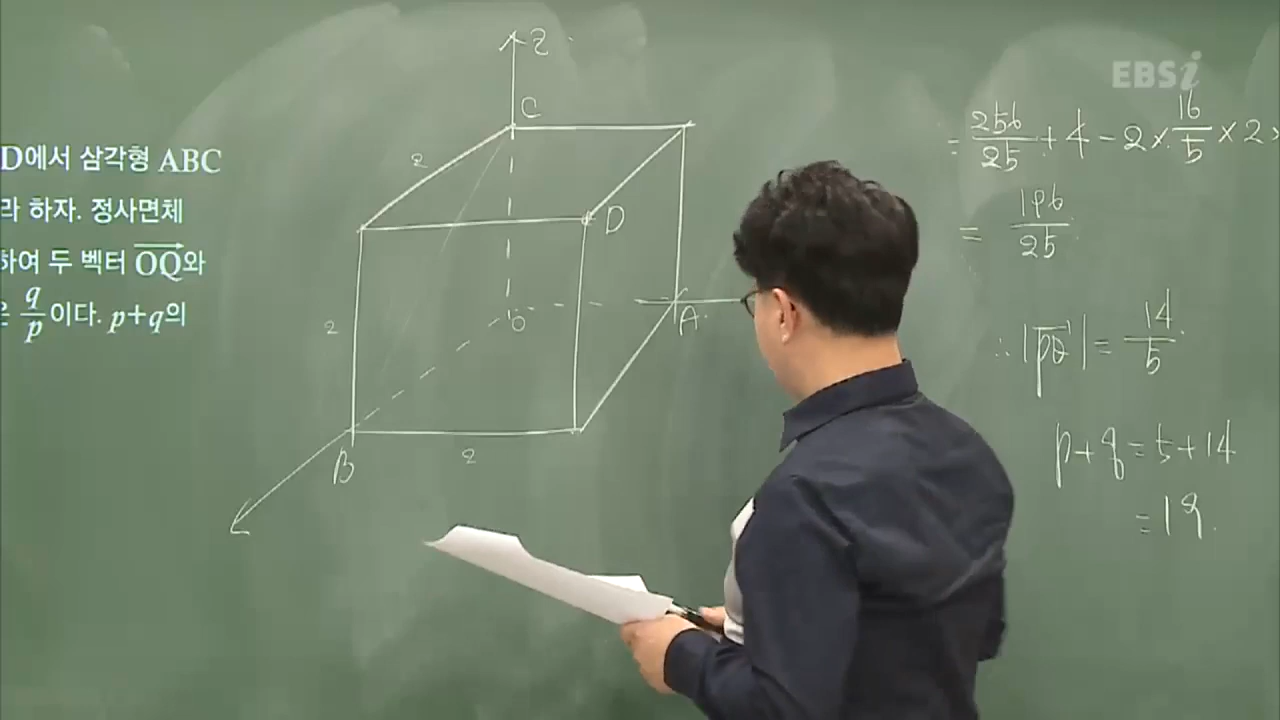 EBSi
D에서 삼각형 ABC
라 하자. 정사면체
하여 두 벡터 OQ와
은 q/p이다. p+q의
Z
C
2
D
2
O
A
B
2
= 256/25 + 4 - 2 × 16/5 × 2 ×
= 196/25
∴ |PQ| = 14/5
p+q = 5+14
= 19.